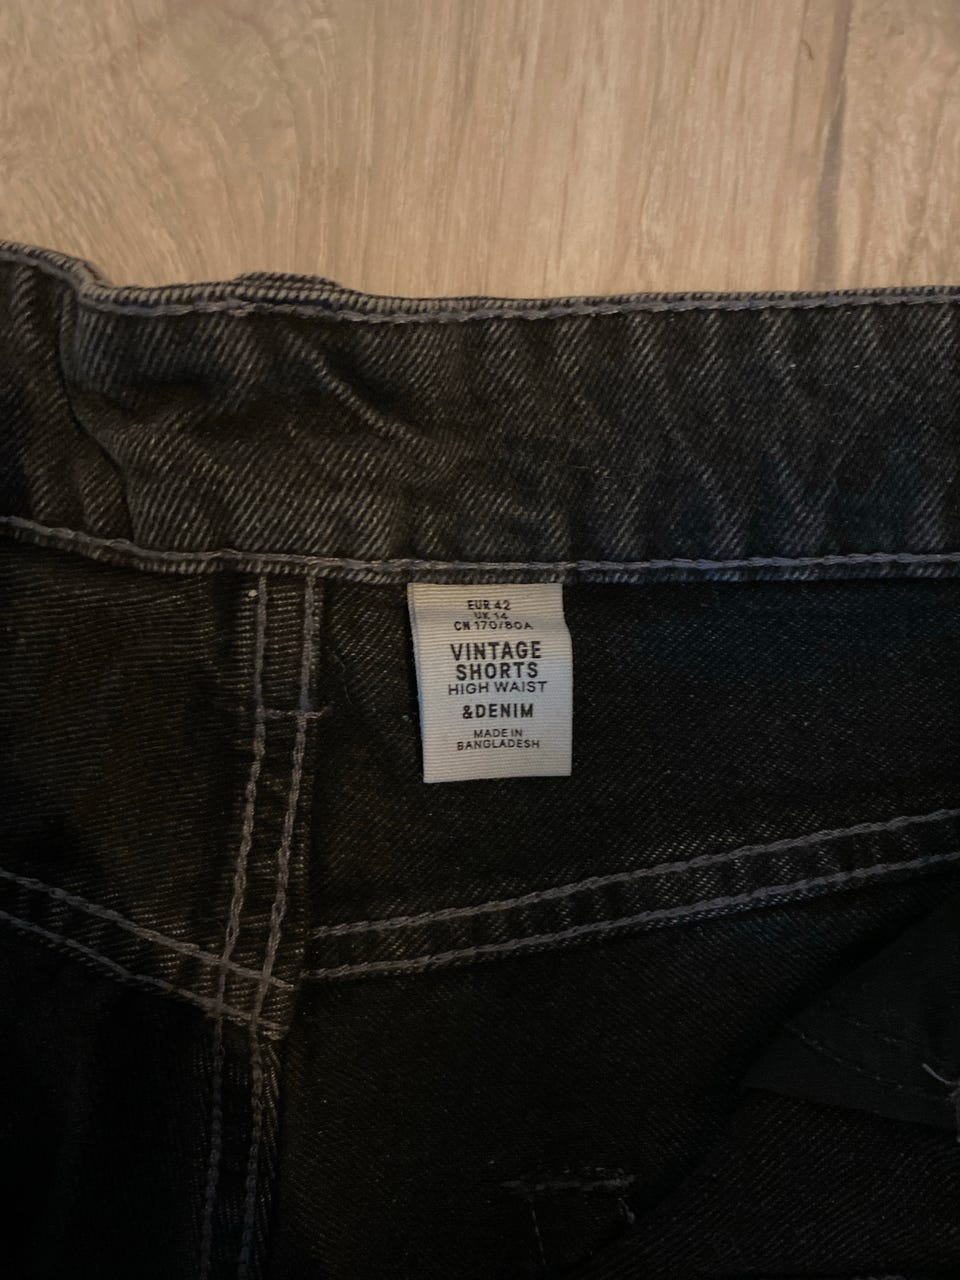 EUR 42
UK 14
CN 170/80A
VINTAGE
SHORTS
HIGH WAIST
&DENIM
MADE IN
BANGLADESH